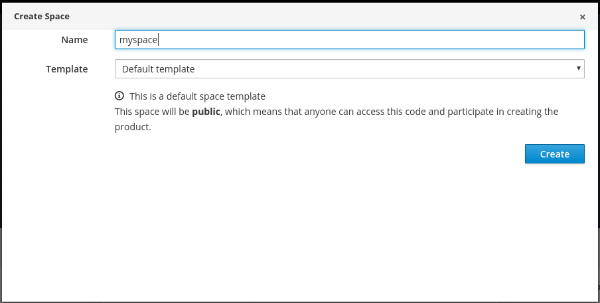 Create Space ×
Name myspace
Template Default template
This is a default space template
This space will be public, which means that anyone can access this code and participate in creating the
product.
Create